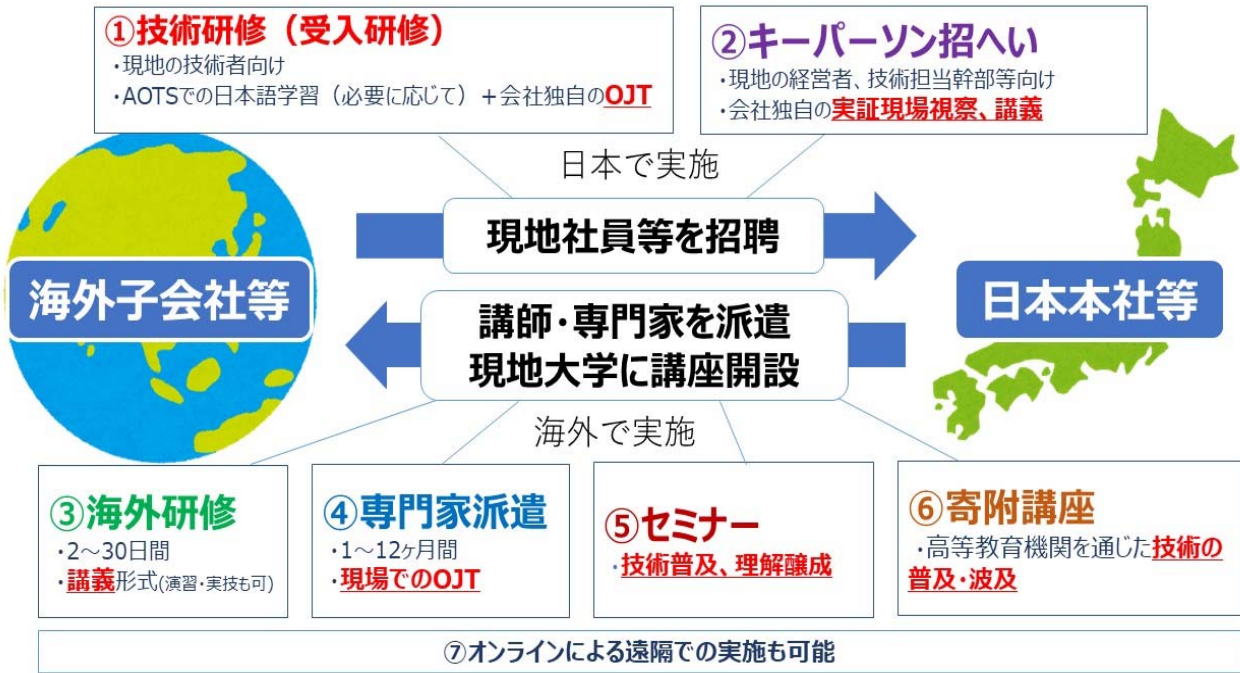 ①技術研修（受入研修）
・現地の技術者向け
・AOTSでの日本語学習（必要に応じて）＋会社独自のOJT
②キーパーソン招へい
・現地の経営者、技術担当幹部等向け
・会社独自の実証現場視察、講義
日本で実施
現地社員等を招聘
海外子会社等
日本本社等
講師・専門家を派遣
現地大学に講座開設
海外で実施
③海外研修
・2～30日間
・講義形式(演習・実技も可)
④専門家派遣
・1～12ヶ月間
・現場でのOJT
⑤セミナー
・技術普及、理解醸成
⑥寄附講座
・高等教育機関を通じた技術の
普及・波及
⑦オンラインによる遠隔での実施も可能